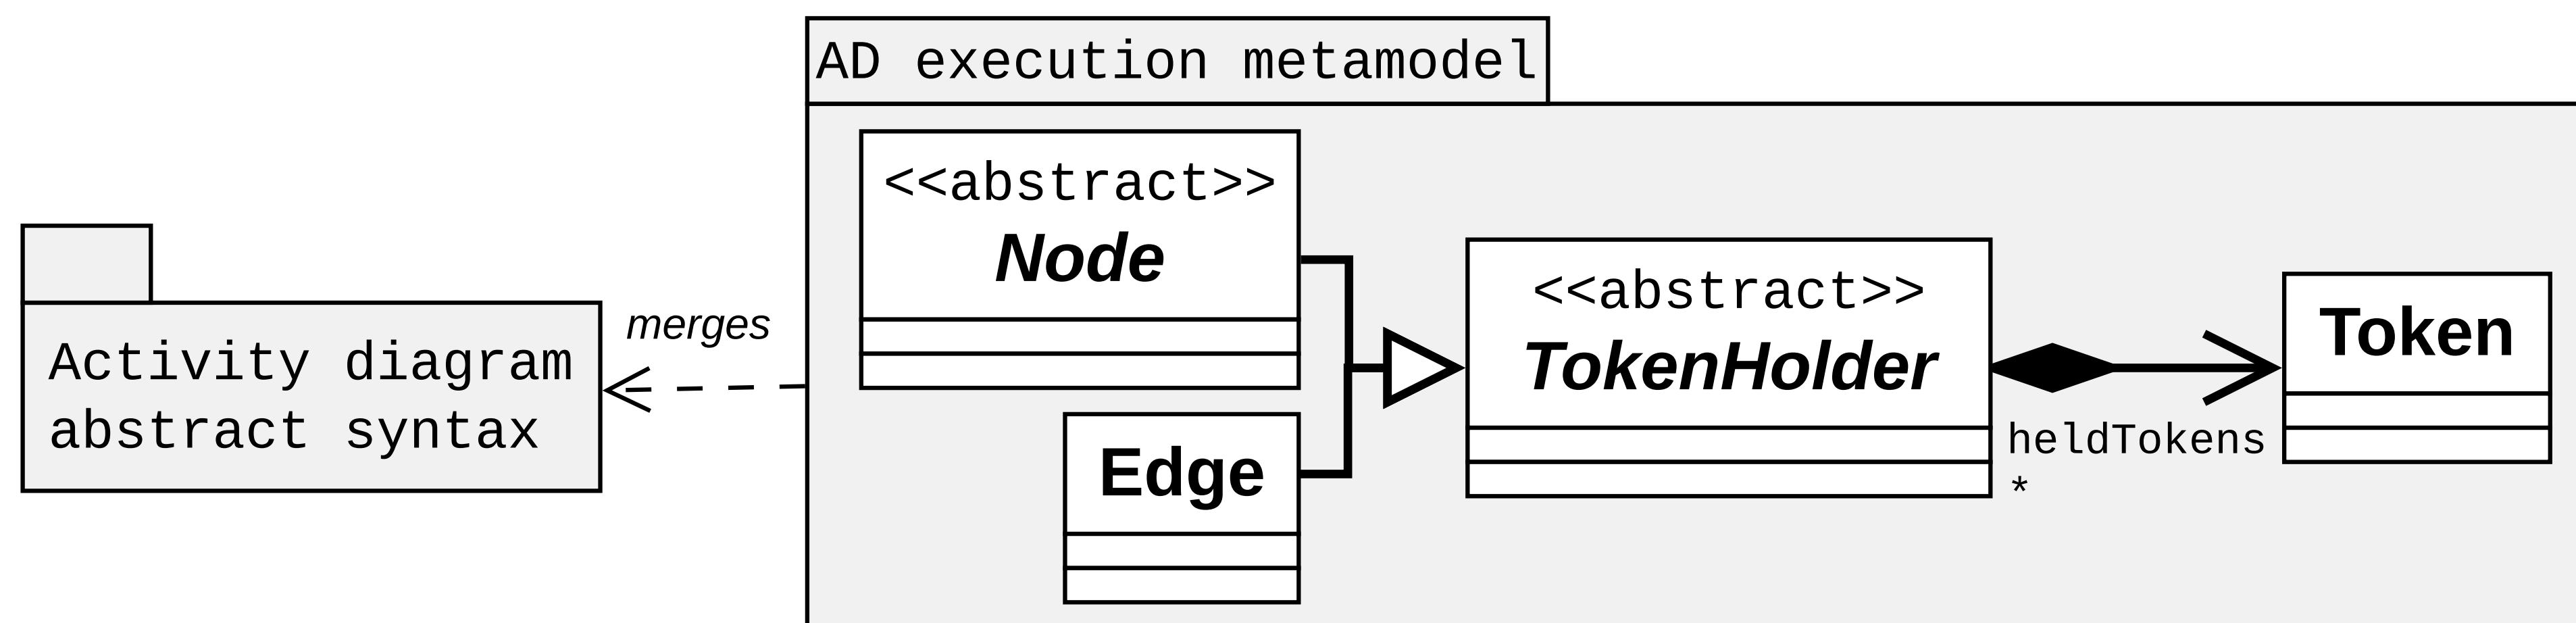 AD execution metamodel
<<abstract>>
Node
Activity diagram
abstract syntax
merges
Edge
<<abstract>>
TokenHolder
heldTokens
*
Token